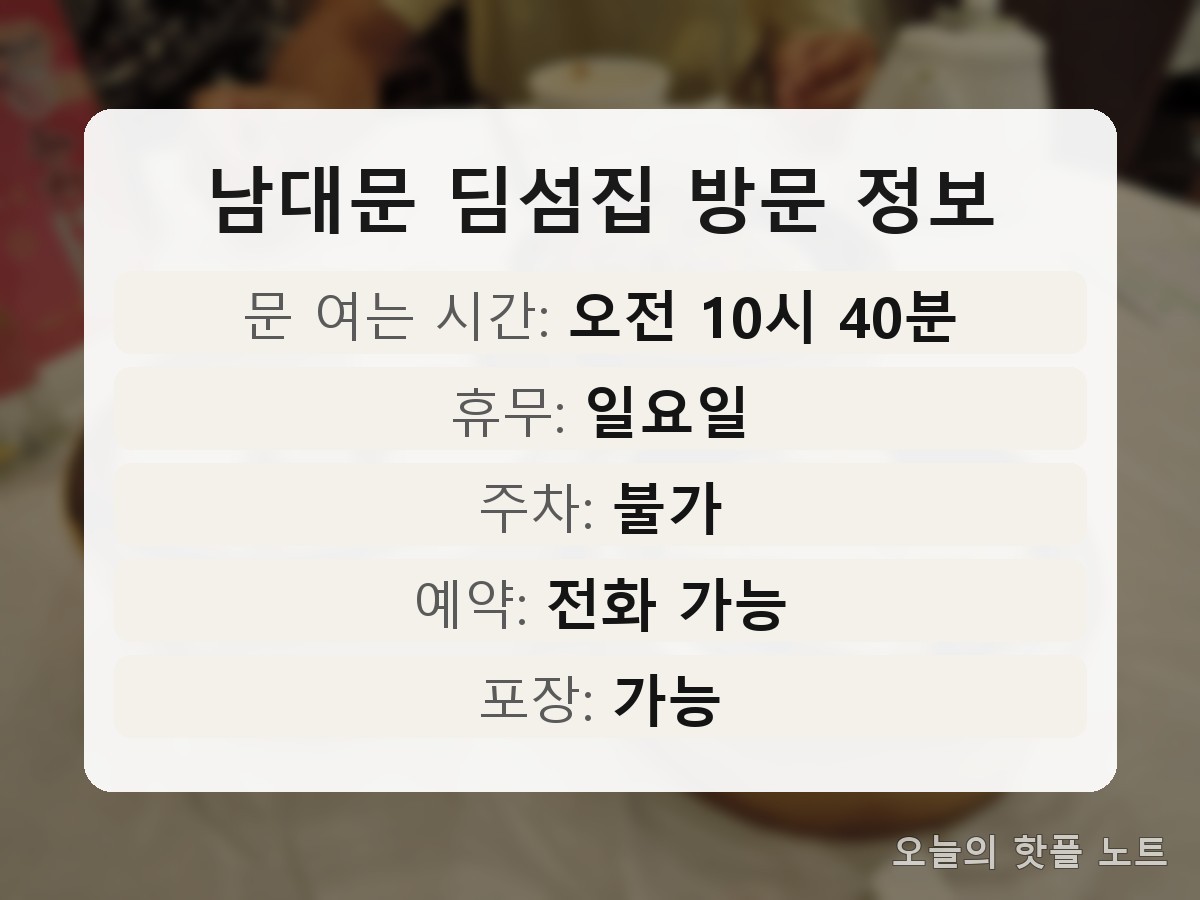 남대문 딤섬집 방문 정보
문 여는 시간: 오전 10시 40분
휴무: 일요일
주차: 불가
예약: 전화 가능
포장: 가능
오늘의 핫플 노트